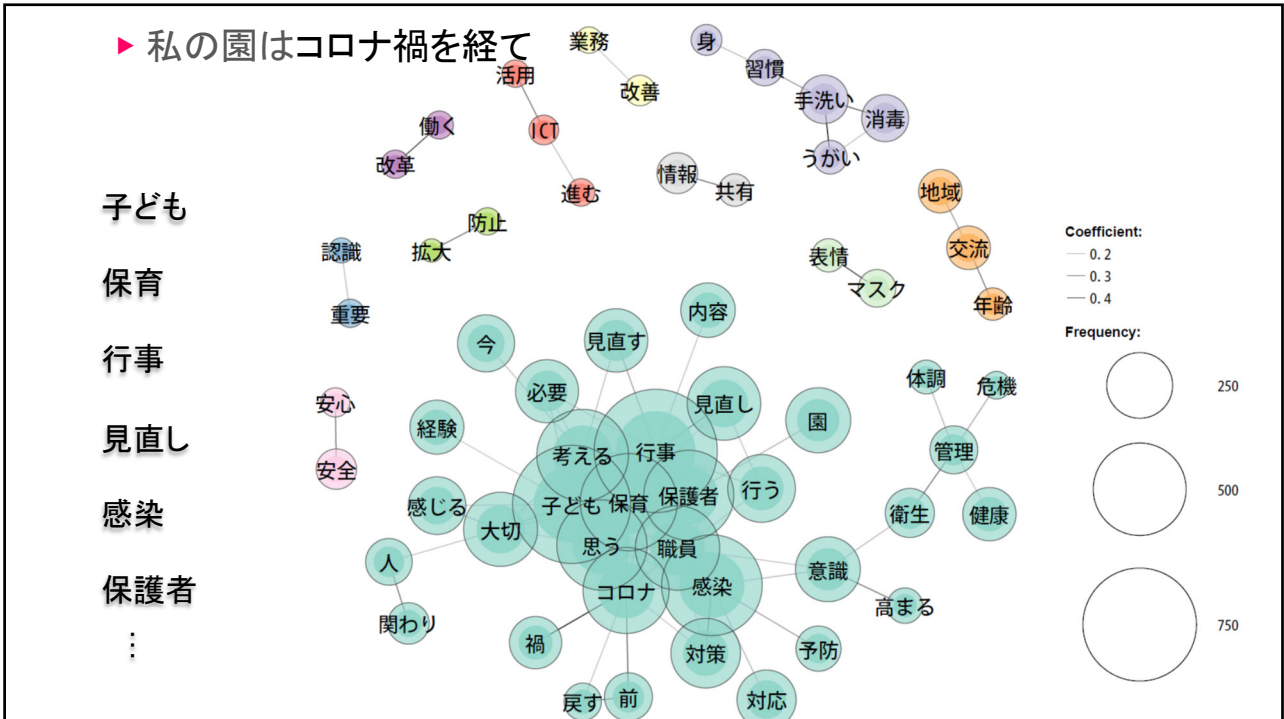 ▶ 私の園はコロナ禍を経て
子ども
保育
行事
見直し
感染
保護者
⋮
業務
改善
身
習慣
手洗い
消毒
うがい
活用
ICT
進む
働く
改革
情報
共有
地域
交流
年齢
防止
拡大
認識
重要
表情
マスク
安心
安全
内容
見直す
今
必要
見直し
園
経験
考える
行事
子ども
保育
保護者
行う
感じる
大切
思う
職員
人
関わり
コロナ
感染
意識
高まる
衛生
管理
体調
危機
健康
禍
対策
予防
戻す
前
対応
Coefficient:
0.2
0.3
0.4
Frequency:
250
500
750